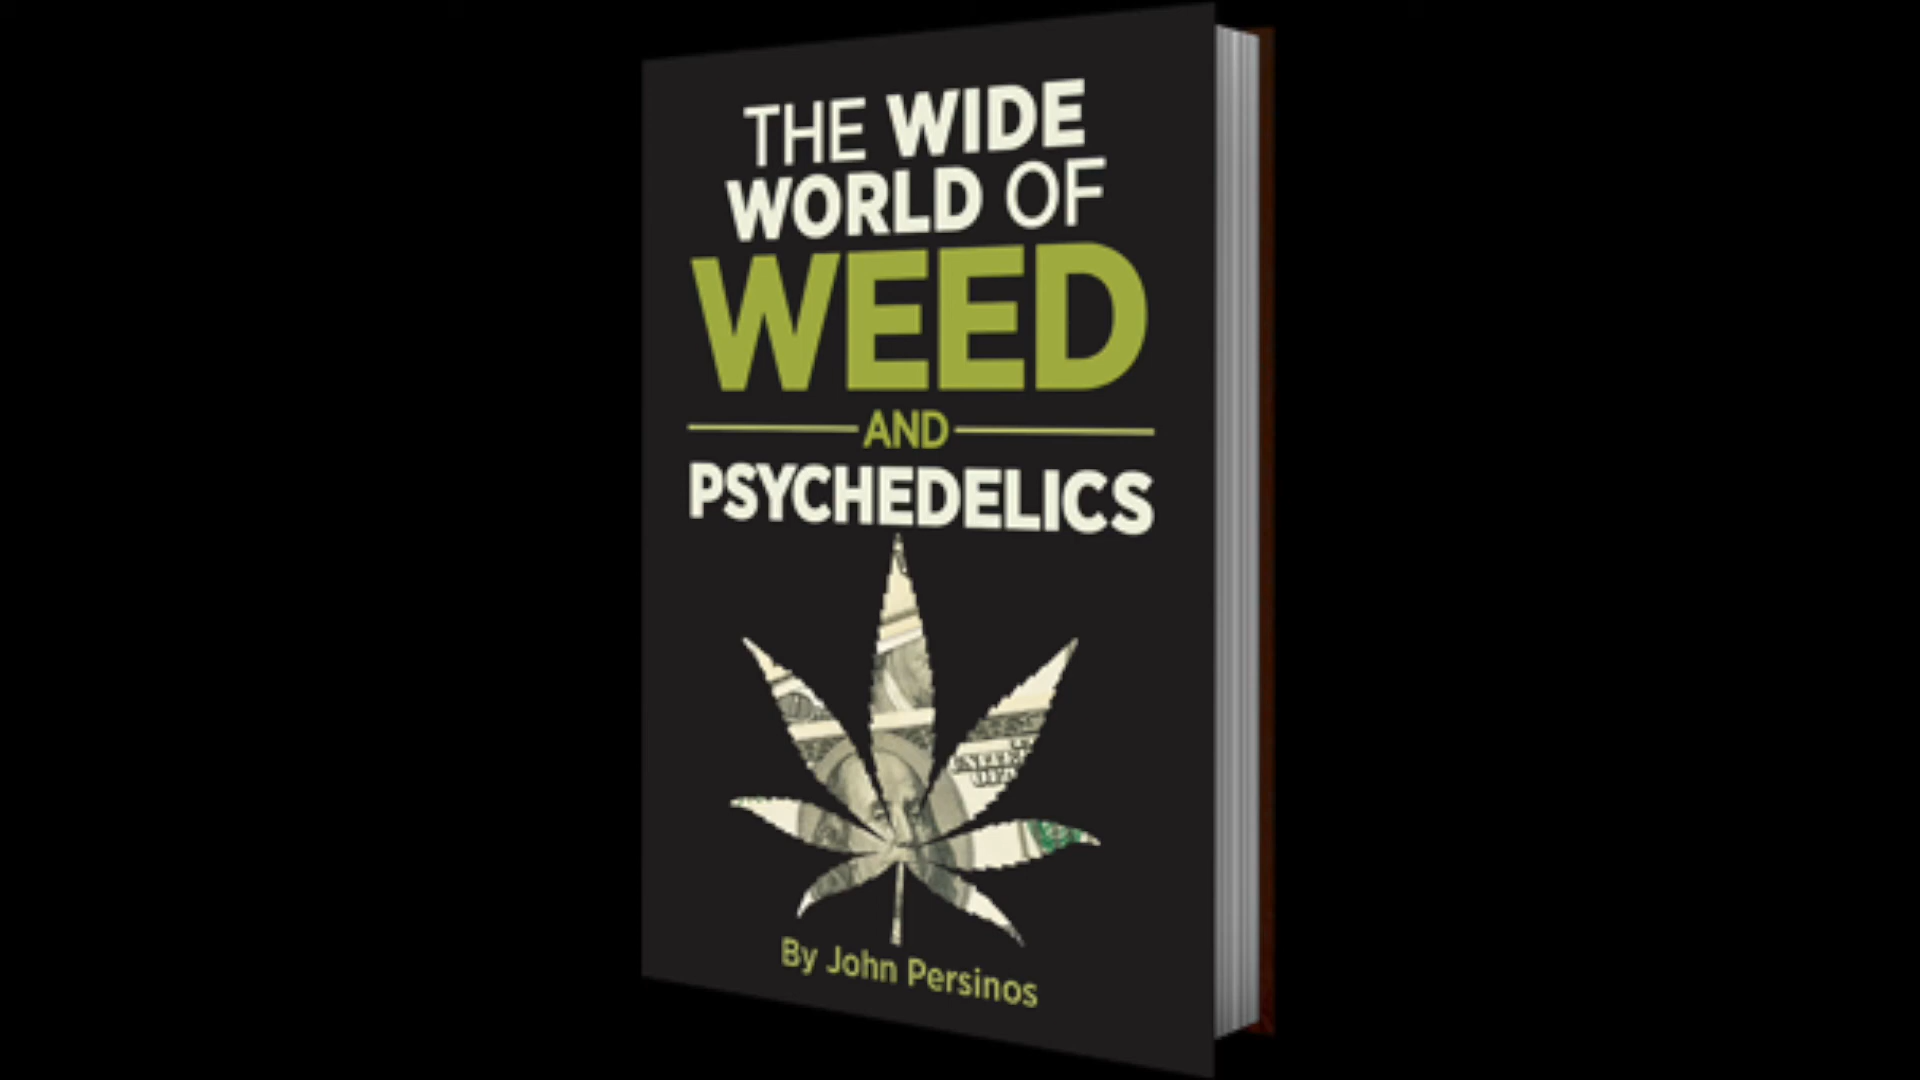 THE WIDE
WORLD OF
WEED
AND
PSYCHEDELICS
By John Persinos